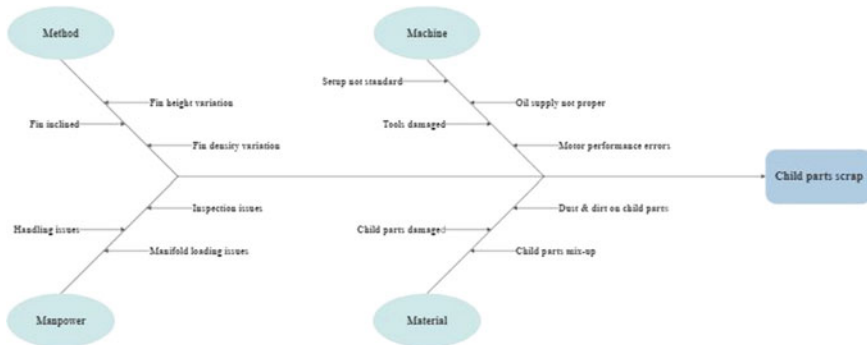 Method
Machine
Setup not standard
Fin height variation
Oil supply not proper
Fin inclined
Tools damaged
Fin density variation
Motor performance errors
Child parts scrap
Inspection issues
Dust & dirt on child parts
Handling issues
Child parts damaged
Manifold loading issues
Child parts mix-up
Manpower
Material